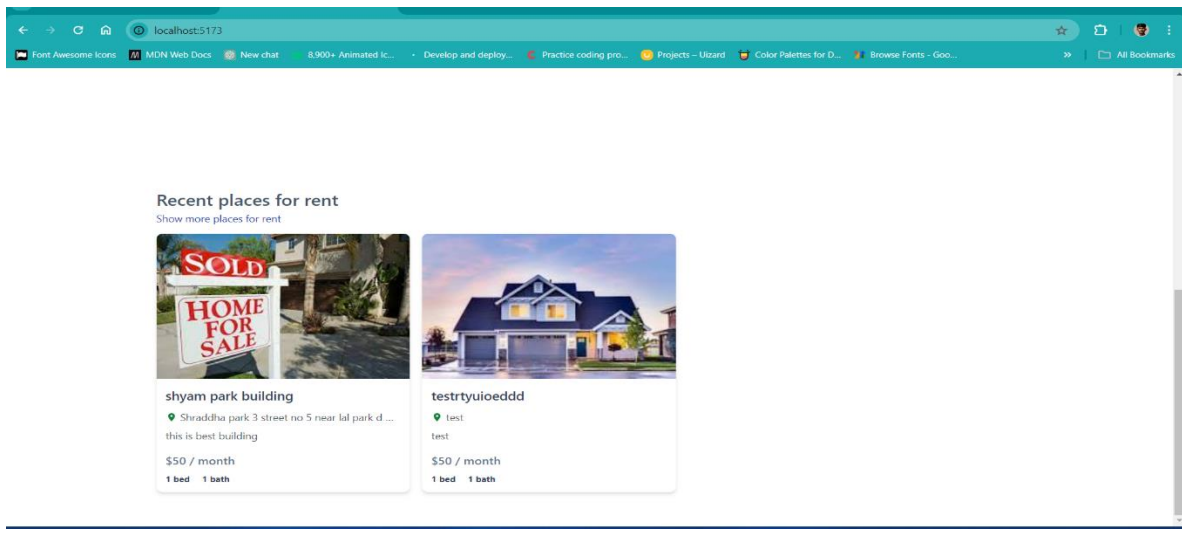 localhost:5173
Font Awesome Icons MDN Web Docs New chat 8,900+ Animated Ic... Develop and deploy... Practice coding pro... Projects – Uizard Color Palettes for D... Browse Fonts - Goo... » All Bookmarks
Recent places for rent
Show more places for rent
SOLD
HOME
FOR
SALE
shyam park building
Shraddha park 3 street no 5 near lal park d ...
this is best building
$50 / month
1 bed 1 bath
testrtyuioeddd
test
test
$50 / month
1 bed 1 bath